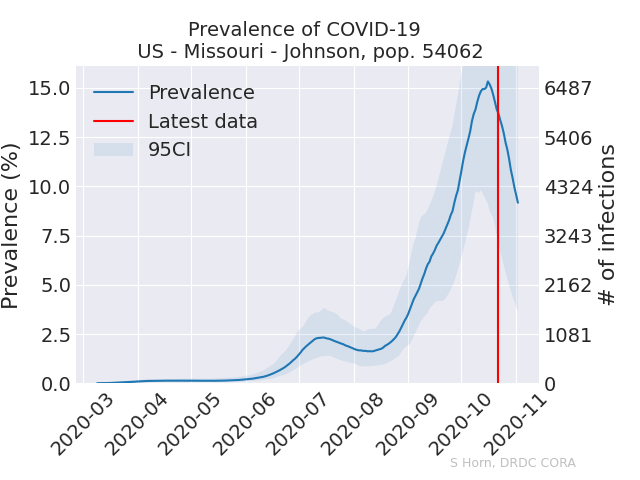 Prevalence of COVID-19
US - Missouri - Johnson, pop. 54062
Prevalence
Latest data
95CI
Prevalence (%)
15.0
12.5
10.0
7.5
5.0
2.5
0.0
6487
5406
4324
3243
2162
1081
0
# of infections
2020-03
2020-04
2020-05
2020-06
2020-07
2020-08
2020-09
2020-10
2020-11
S Horn, DRDC CORA